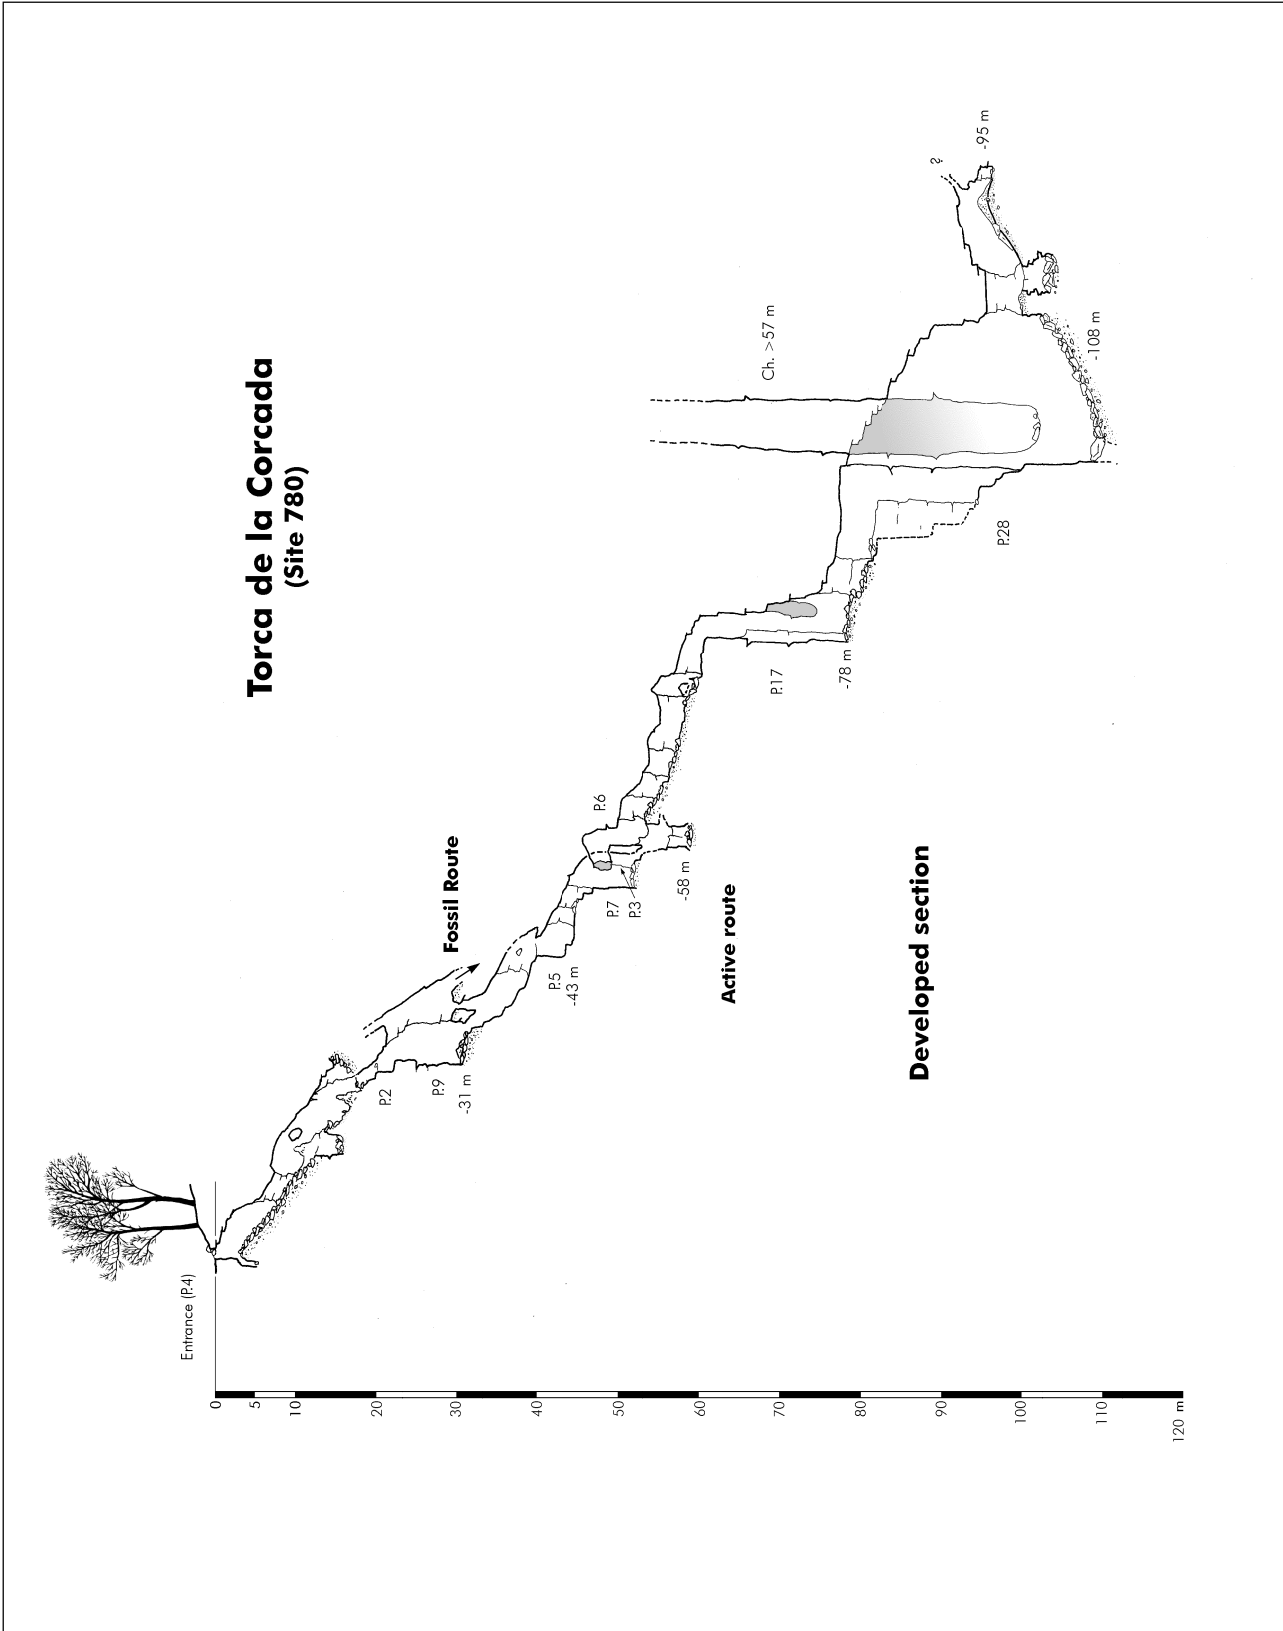 Torca de la Corcada
(Site 780)
Entrance (P.4)
P.2
P.9
-31 m
Fossil Route
P.5
-43 m
P.7
P.3
P.6
-58 m
Active route
P.17
-78 m
P.28
Ch. >57 m
-108 m
?
-95 m
Developed section
0
5
10
20
30
40
50
60
70
80
90
100
110
120 m